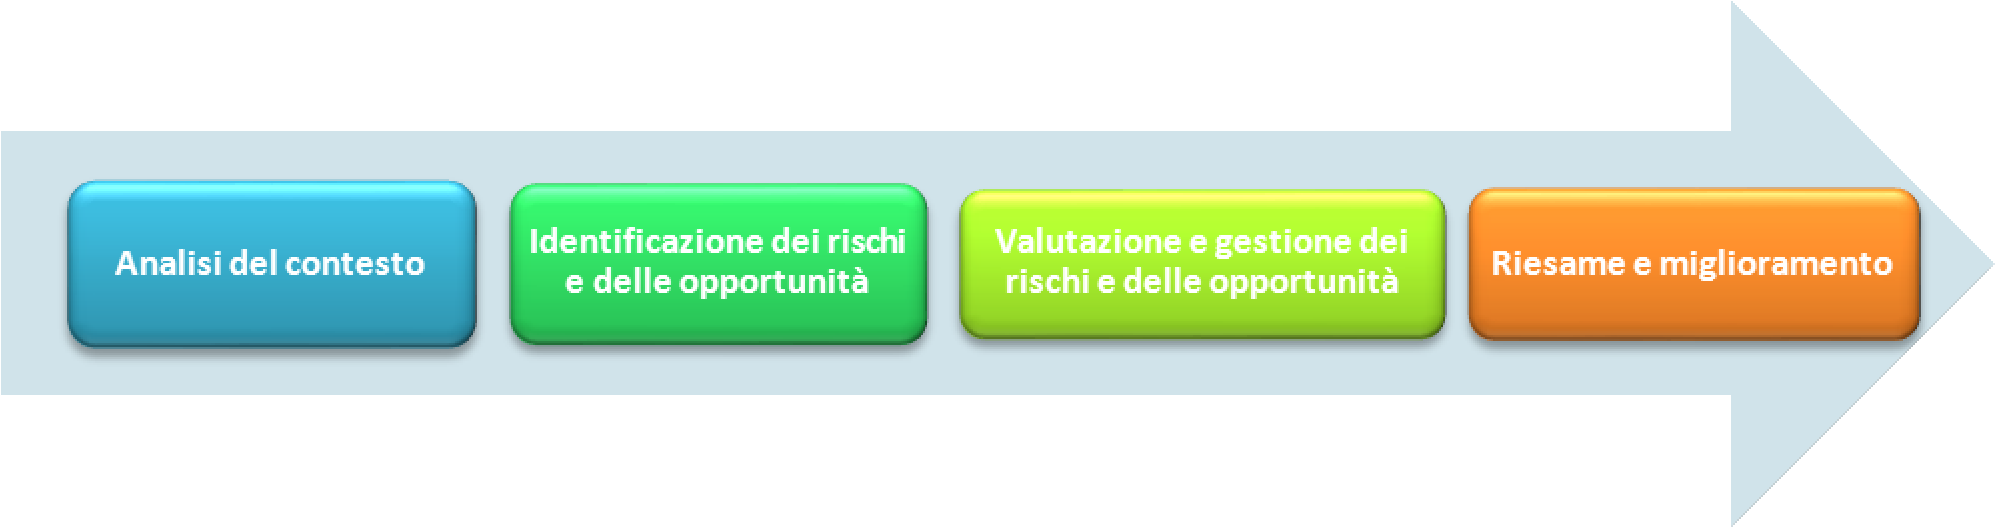 Analisi del contesto
Identificazione dei rischi
e delle opportunità
Valutazione e gestione dei
rischi e delle opportunità
Riesame e miglioramento